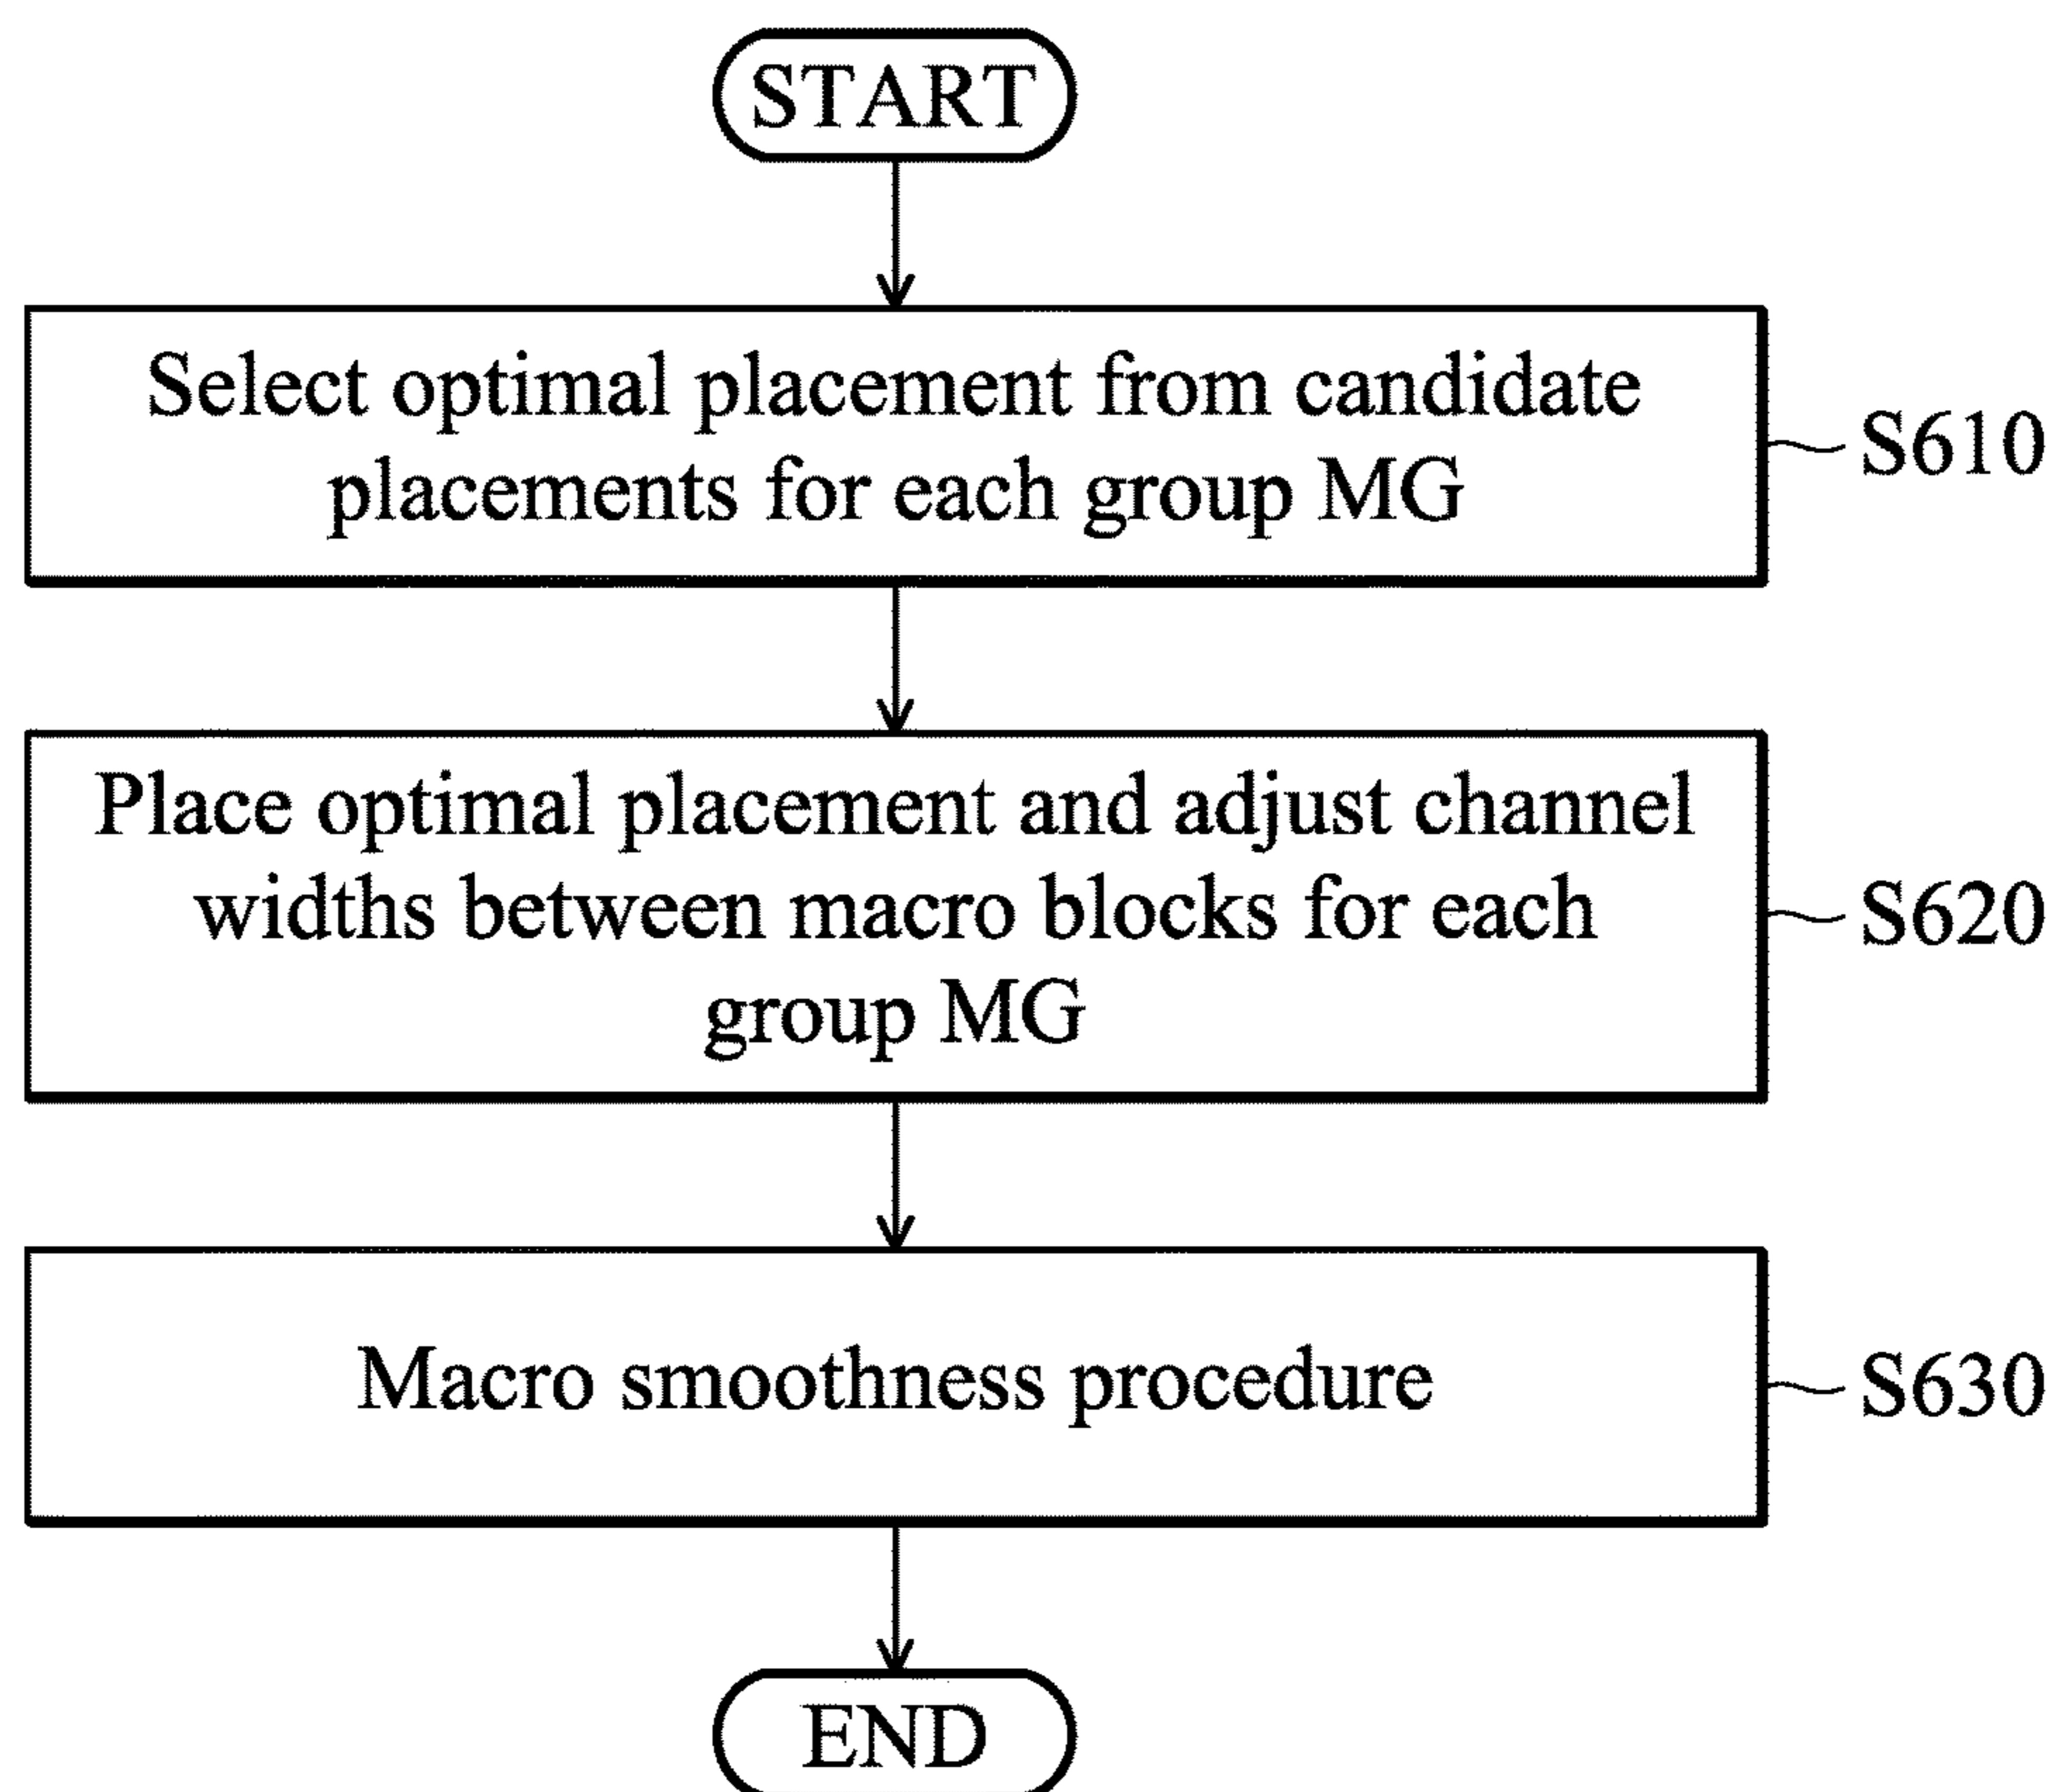 START
Select optimal placement from candidate
placements for each group MG
S610
Place optimal placement and adjust channel
widths between macro blocks for each
group MG
S620
Macro smoothness procedure
S630
END